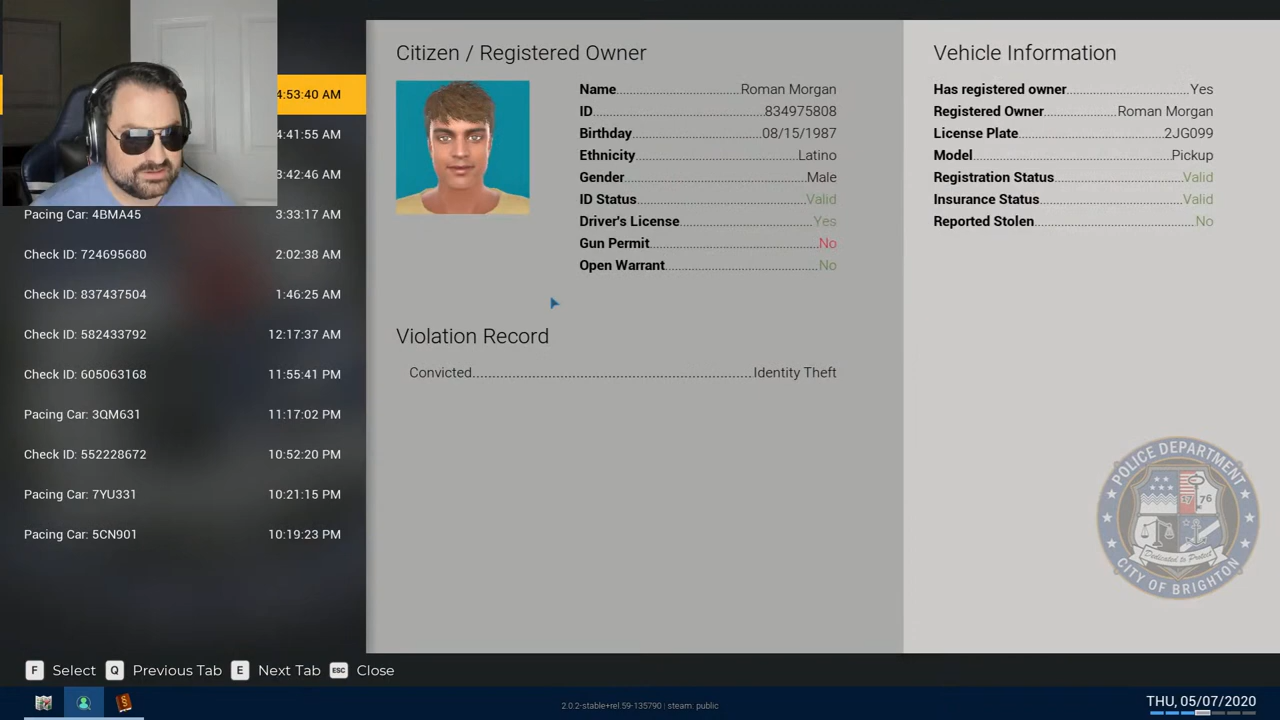 4:53:40 AM
4:41:55 AM
3:42:46 AM
Pacing Car: 4BMA45 3:33:17 AM
Check ID: 724695680 2:02:38 AM
Check ID: 837437504 1:46:25 AM
Check ID: 582433792 12:17:37 AM
Check ID: 605063168 11:55:41 PM
Pacing Car: 3QM631 11:17:02 PM
Check ID: 552228672 10:52:20 PM
Pacing Car: 7YU331 10:21:15 PM
Pacing Car: 5CN901 10:19:23 PM
Citizen / Registered Owner
Name Roman Morgan
ID 834975808
Birthday 08/15/1987
Ethnicity Latino
Gender Male
ID Status Valid
Driver's License Yes
Gun Permit No
Open Warrant No
Violation Record
Convicted Identity Theft
Vehicle Information
Has registered owner Yes
Registered Owner Roman Morgan
License Plate 2JG099
Model Pickup
Registration Status Valid
Insurance Status Valid
Reported Stolen No
POLICE DEPARTMENT
17 76
Dedicated to Protect
CITY OF BRIGHTON
F Select Q Previous Tab E Next Tab ESC Close
2.0.2-stable+rel 59-135790 | steam: public
THU, 05/07/2020